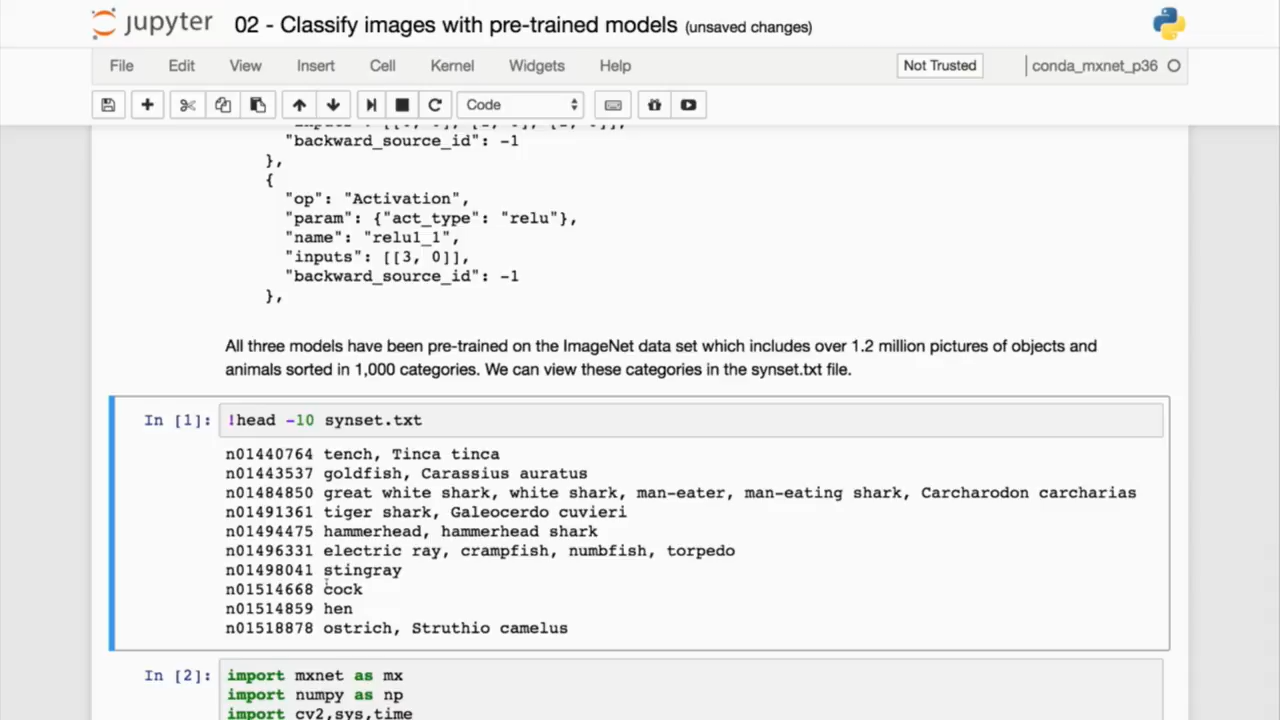 jupyter 02 - Classify images with pre-trained models (unsaved changes)
File Edit View Insert Cell Kernel Widgets Help Not Trusted conda_mxnet_p36
Code
"backward_source_id": -1
},
{
"op": "Activation",
"param": {"act_type": "relu"},
"name": "relu1_1",
"inputs": [[3, 0]],
"backward_source_id": -1
},
All three models have been pre-trained on the ImageNet data set which includes over 1.2 million pictures of objects and
animals sorted in 1,000 categories. We can view these categories in the synset.txt file.
In [1]: !head -10 synset.txt
n01440764 tench, Tinca tinca
n01443537 goldfish, Carassius auratus
n01484850 great white shark, white shark, man-eater, man-eating shark, Carcharodon carcharias
n01491361 tiger shark, Galeocerdo cuvieri
n01494475 hammerhead, hammerhead shark
n01496331 electric ray, crampfish, numbfish, torpedo
n01498041 stingray
n01514668 cock
n01514859 hen
n01518878 ostrich, Struthio camelus
In [2]: import mxnet as mx
import numpy as np
import cv2,sys,time